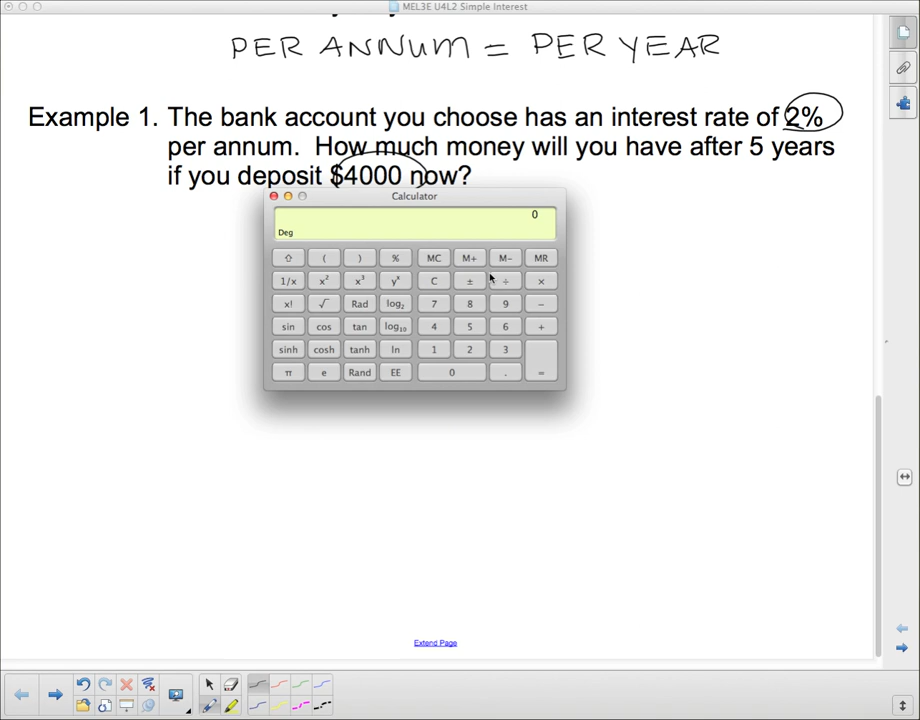 MEL3E U4L2 Simple Interest
PER ANNUM = PER YEAR
Example 1. The bank account you choose has an interest rate of 2%
per annum. How much money will you have after 5 years
if you deposit $4000 now?
Calculator
0
Deg
( ) % MC M+ M- MR
1/x x² x³ yˣ C ± ÷ ×
x! √ Rad log₂ 7 8 9 −
sin cos tan log₁₀ 4 5 6 +
sinh cosh tanh ln 1 2 3
π e Rand EE 0 . =
Extend Page